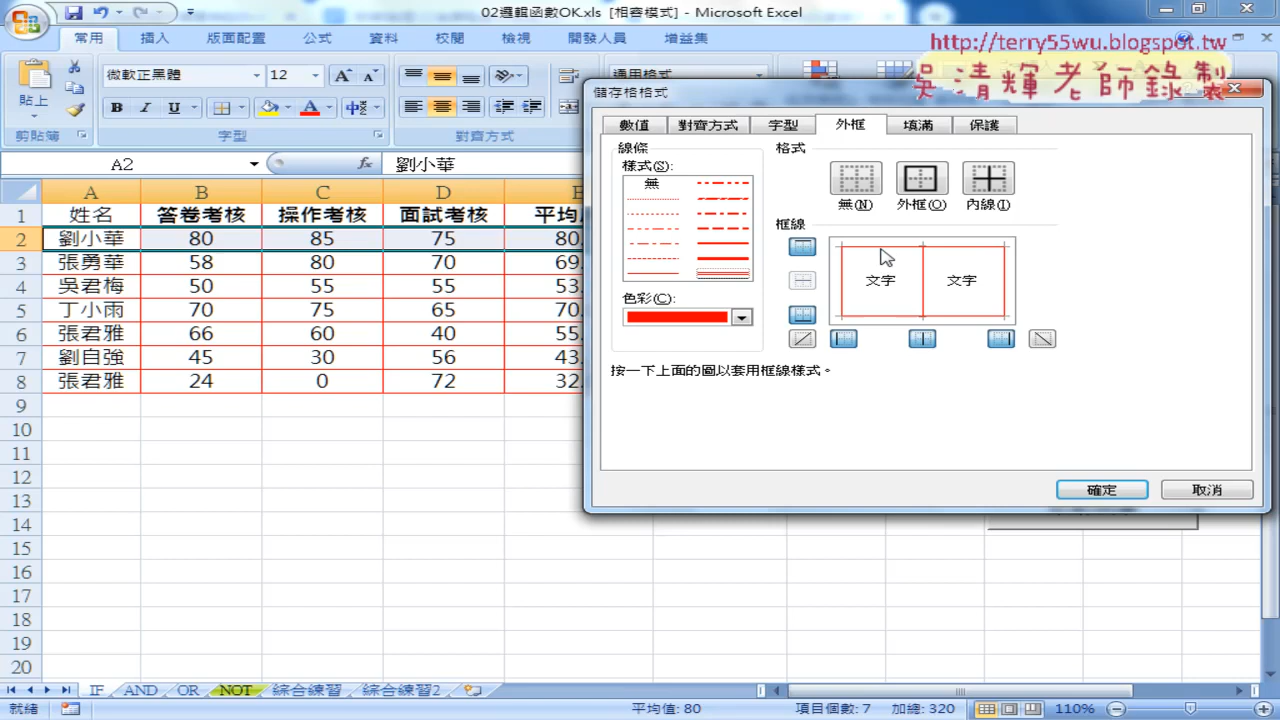 02邏輯函數OK.xls [相容模式] - Microsoft Excel
常用 插入 版面配置 公式 資料 校閱 檢視 開發人員 增益集
http://terry55wu.blogspot.tw
吳清輝老師錄製
貼上
微軟正黑體 12
B I U
中
通用格式
剪貼簿 字型 對齊方式
A2 fx 劉小華
A B C D E
1 姓名 答卷考核 操作考核 面試考核 平均
2 劉小華 80 85 75 80.
3 張勇華 58 80 70 69.
4 吳君梅 50 55 55 53.
5 丁小雨 70 75 65 70.
6 張君雅 66 60 40 55.
7 劉自強 45 30 56 43.
8 張君雅 24 0 72 32.
9
10
11
12
13
14
15
16
17
18
19
20
儲存格格式
數值 對齊方式 字型 外框 填滿 保護
線條
樣式(S):
無
色彩(C):
格式
無(N) 外框(O) 內線(I)
框線
文字 文字
按一下上面的圖以套用框線樣式。
確定 取消
IF AND OR NOT 綜合練習 綜合練習2
就緒 平均值: 80 項目個數: 7 加總: 320 110%